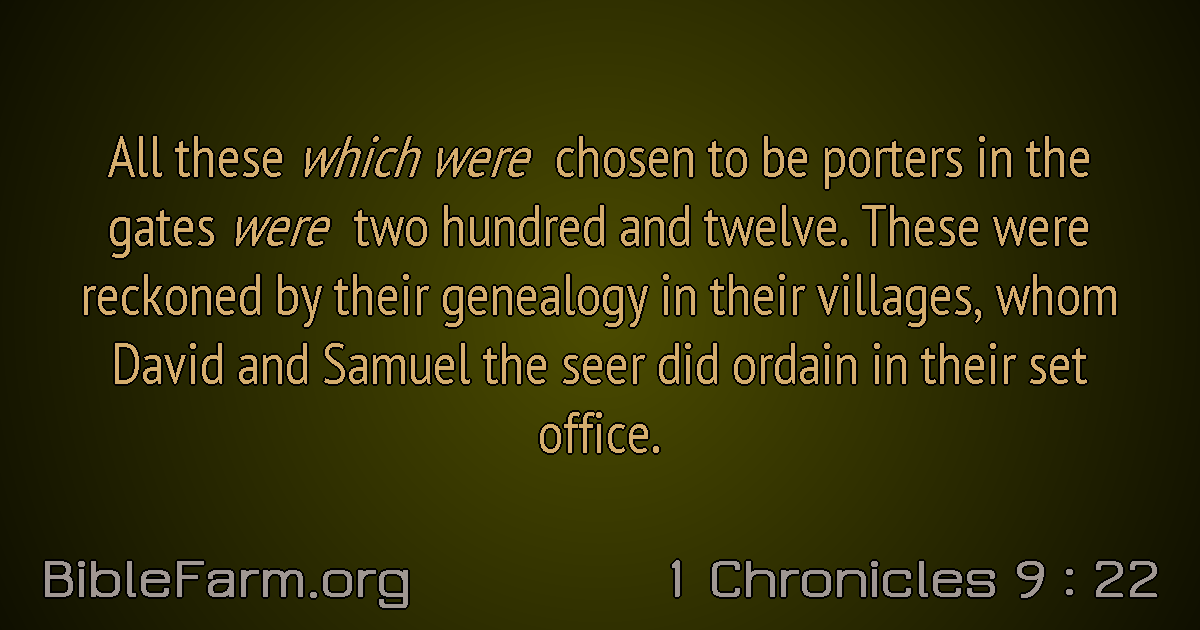 All these which were chosen to be porters in the
gates were two hundred and twelve. These were
reckoned by their genealogy in their villages, whom
David and Samuel the seer did ordain in their set
office.
BibleFarm.org
1 Chronicles 9 : 22